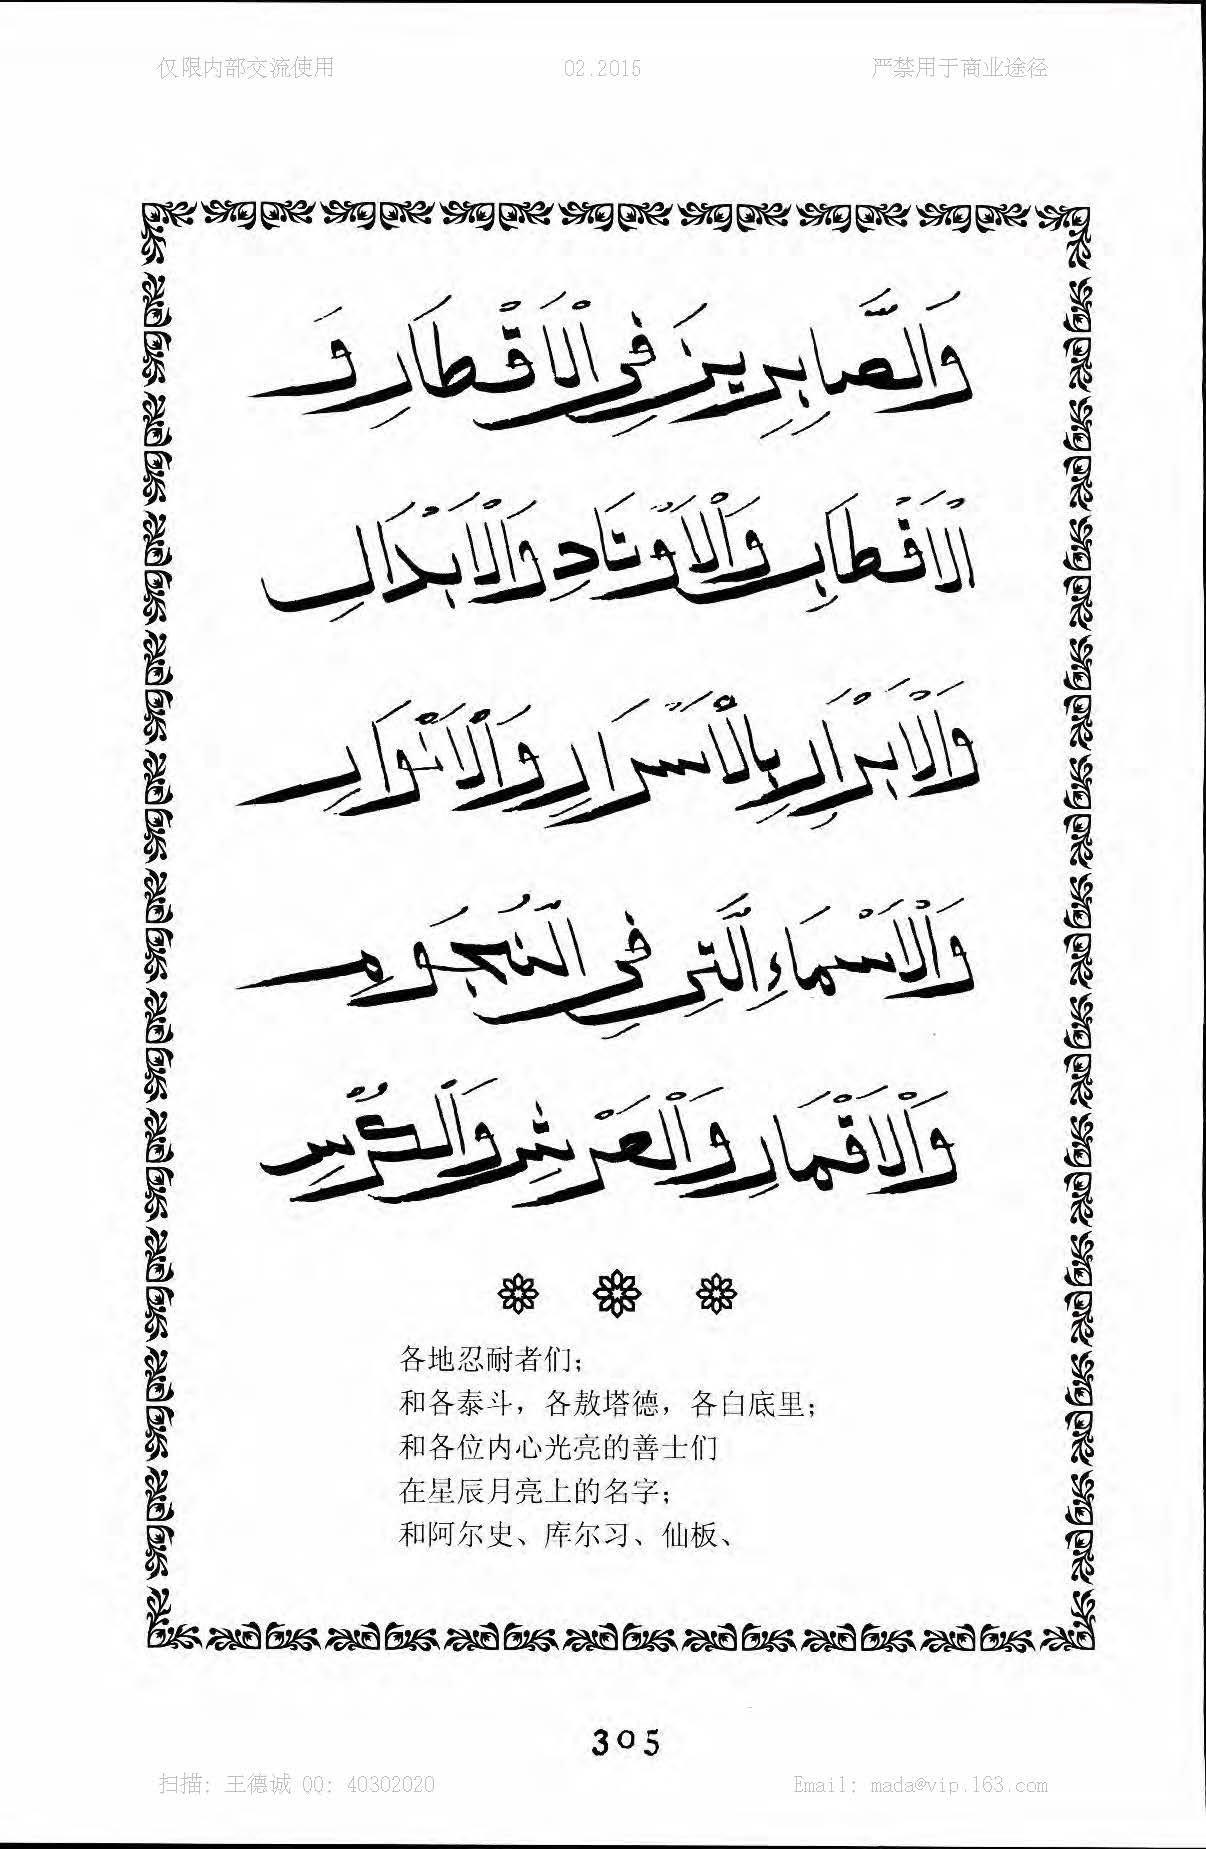 仅限内部交流使用 02.2015 严禁用于商业途径
وَالصَّابِرِينَ فِي الْاَقْطَارِ وَ
الْاَقْطَابِ وَالْاَوْتَادِ وَالْاَبْدَالِ
وَالْاَبْرَارِ بِالْاَسْرَارِ وَالْاَنْوَارِ
وَالْاَسْمَاءِ الَّتِي فِي النُّجُومِ
وَالْاَقْمَارِ وَالْعَرْشِ وَالْكُرْسِ
各地忍耐者们；
和各泰斗，各敖塔德，各白底里；
和各位内心光亮的善士们
在星辰月亮上的名字；
和阿尔史、库尔习、仙板、
305
扫描: 王德诚 QQ: 40302020 Email: mada@vip.163.com